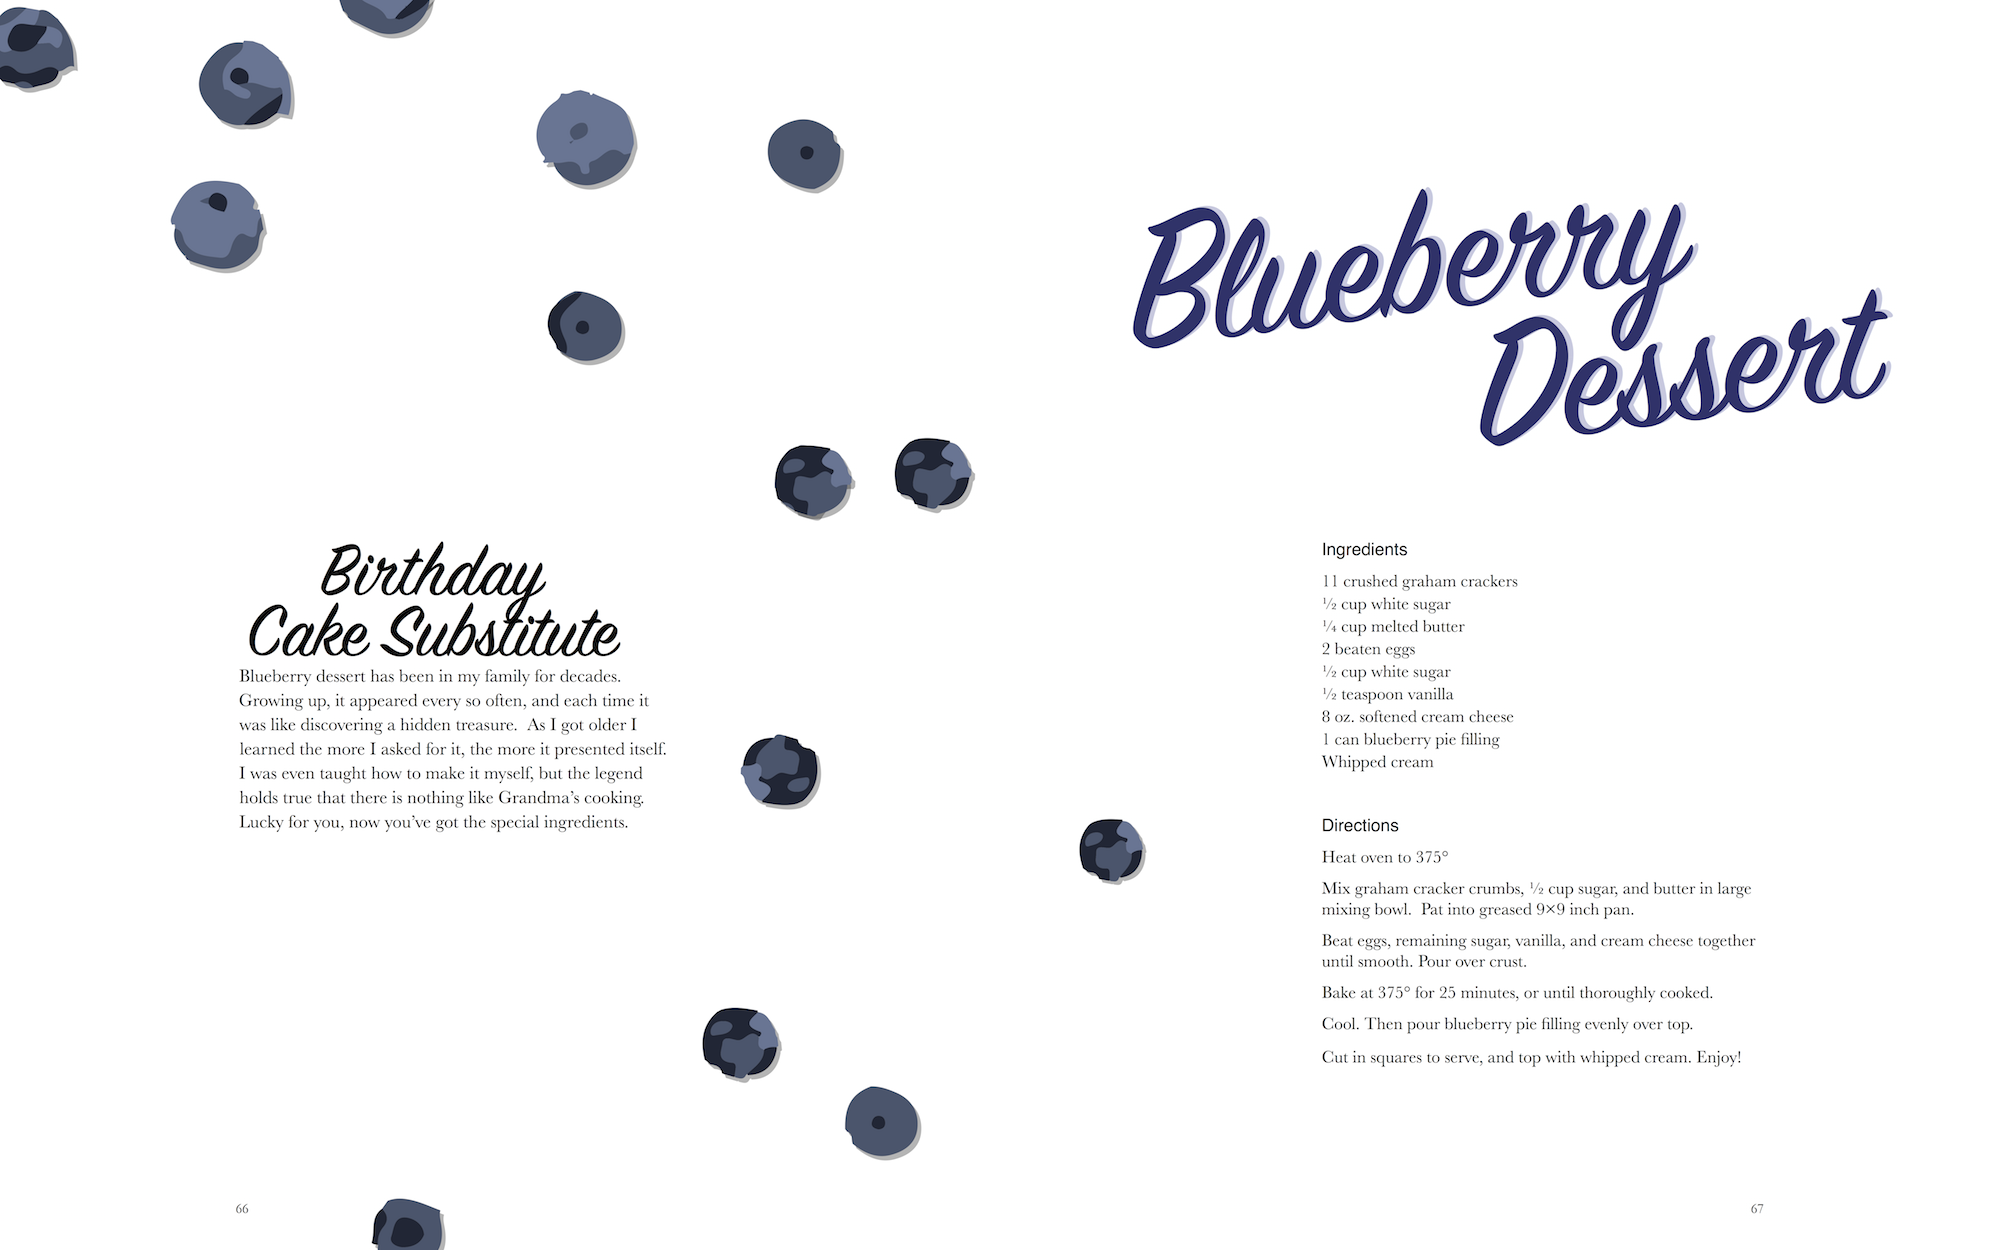 Birthday
Cake Substitute
Blueberry dessert has been in my family for decades.
Growing up, it appeared every so often, and each time it
was like discovering a hidden treasure.  As I got older I
learned the more I asked for it, the more it presented itself.
I was even taught how to make it myself, but the legend
holds true that there is nothing like Grandma’s cooking.
Lucky for you, now you’ve got the special ingredients.
66
Blueberry
Dessert
Ingredients
11 crushed graham crackers
½ cup white sugar
¼ cup melted butter
2 beaten eggs
½ cup white sugar
½ teaspoon vanilla
8 oz. softened cream cheese
1 can blueberry pie filling
Whipped cream
Directions
Heat oven to 375°
Mix graham cracker crumbs, ½ cup sugar, and butter in large
mixing bowl.  Pat into greased 9×9 inch pan.
Beat eggs, remaining sugar, vanilla, and cream cheese together
until smooth. Pour over crust.
Bake at 375° for 25 minutes, or until thoroughly cooked.
Cool. Then pour blueberry pie filling evenly over top.
Cut in squares to serve, and top with whipped cream. Enjoy!
67